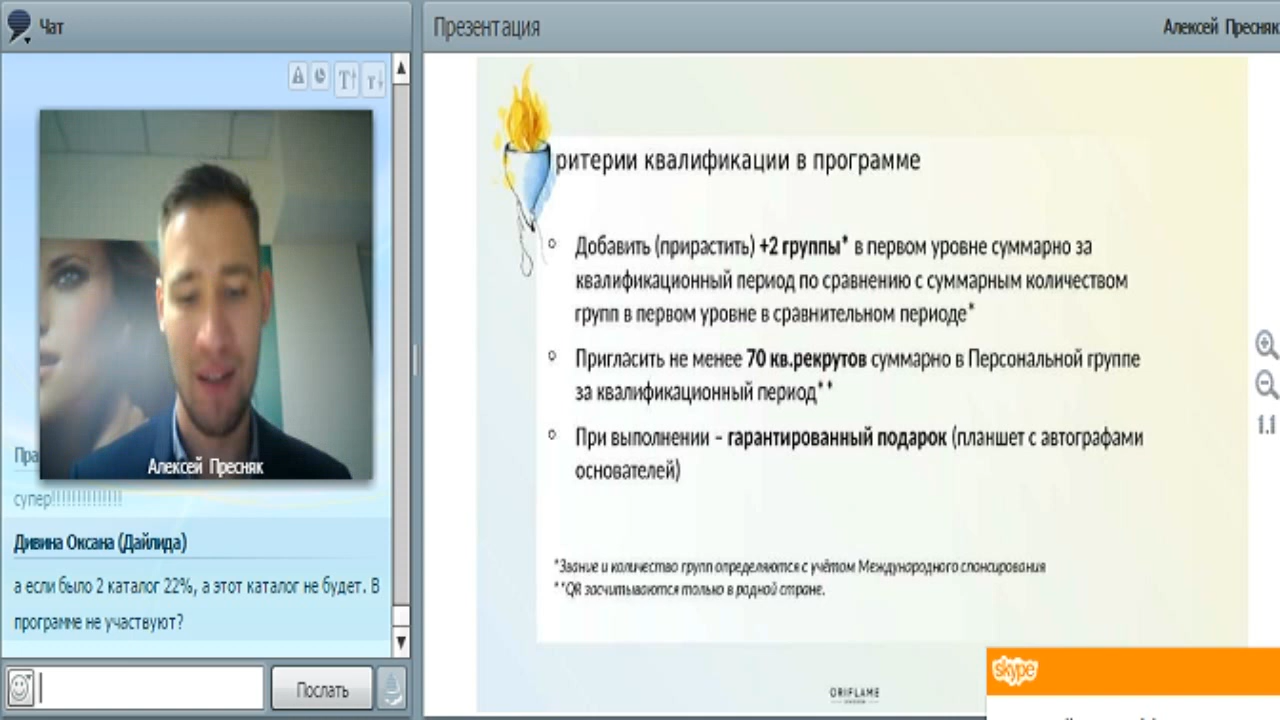 Чат
Презентация
Алексей Пресняк
Алексей Пресняк
Пра
супер!!!!!!!!!!!!!!
Дивина Оксана (Дайлида)
а если было 2 каталог 22%, а этот каталог не будет. В
программе не участвуют?
Послать
ритерии квалификации в программе
Добавить (прирастить) +2 группы* в первом уровне суммарно за
квалификационный период по сравнению с суммарным количеством
групп в первом уровне в сравнительном периоде*
Пригласить не менее 70 кв.рекрутов суммарно в Персональной группе
за квалификационный период**
При выполнении – гарантированный подарок (планшет с автографами
основателей)
*Звание и количество групп определяются с учётом Международного спонсирования
**QR засчитываются только в родной стране.
ORIFLAME
1.1
skype